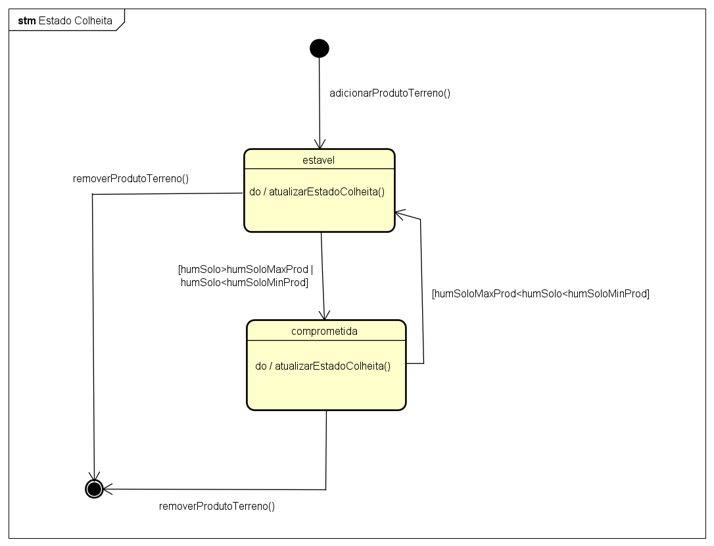 stm Estado Colheita
adicionarProdutoTerreno()
estavel
removerProdutoTerreno()
do / atualizarEstadoColheita()
[humSolo>humSoloMaxProd |
humSolo<humSoloMinProd]
[humSoloMaxProd<humSolo<humSoloMinProd]
comprometida
do / atualizarEstadoColheita()
removerProdutoTerreno()